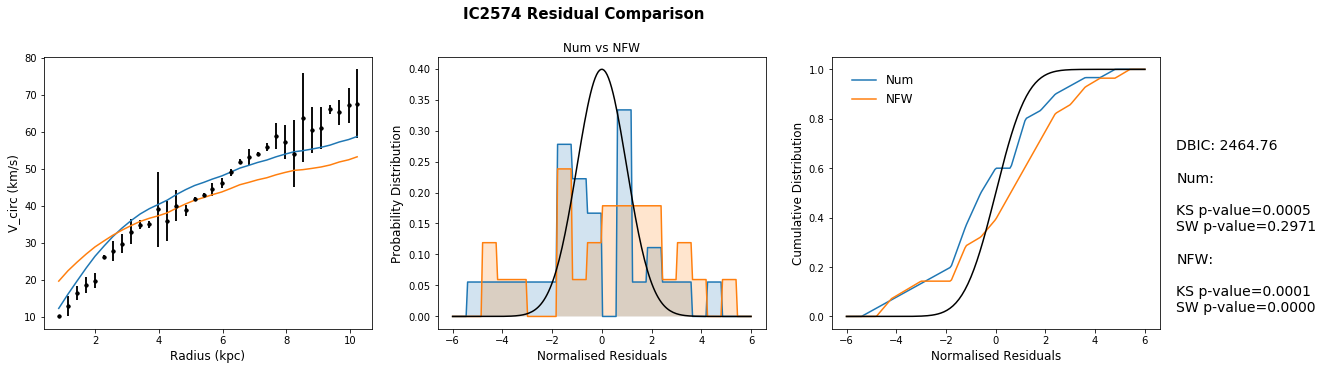 IC2574 Residual Comparison
V_circ (km/s)
80
70
60
50
40
30
20
10
2
4
6
8
10
Radius (kpc)
Num vs NFW
Probability Distribution
0.40
0.35
0.30
0.25
0.20
0.15
0.10
0.05
0.00
−6
−4
−2
0
2
4
6
Normalised Residuals
Cumulative Distribution
1.0
0.8
0.6
0.4
0.2
0.0
Num
NFW
−6
−4
−2
0
2
4
6
Normalised Residuals
DBIC: 2464.76
Num:
KS p-value=0.0005
SW p-value=0.2971
NFW:
KS p-value=0.0001
SW p-value=0.0000